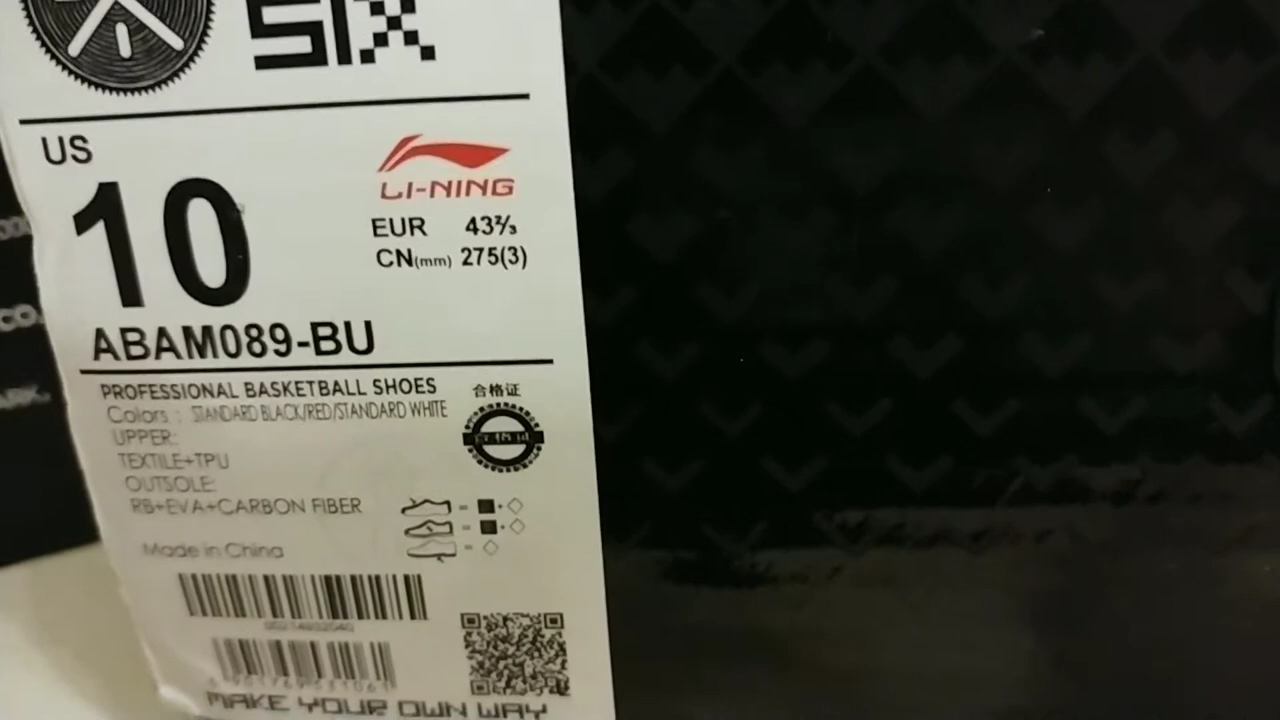 SIX
US
10
LI-NING
EUR 43⅔
CN(mm) 275(3)
ABAM089-BU
PROFESSIONAL BASKETBALL SHOES
合格证
Colors : STANDARD BLACK/RED/STANDARD WHITE
UPPER:
TEXTILE+TPU
OUTSOLE:
RB+EVA+CARBON FIBER
Made in China
MAKE YOUR OWN WAY
CO.